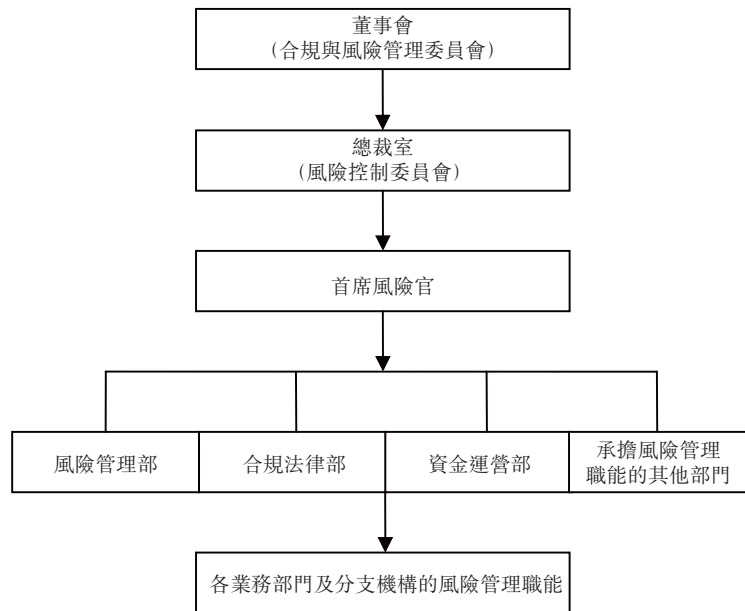 董事會
(合規與風險管理委員會)
總裁室
(風險控制委員會)
首席風險官
風險管理部
合規法律部
資金運營部
承擔風險管理
職能的其他部門
各業務部門及分支機構的風險管理職能